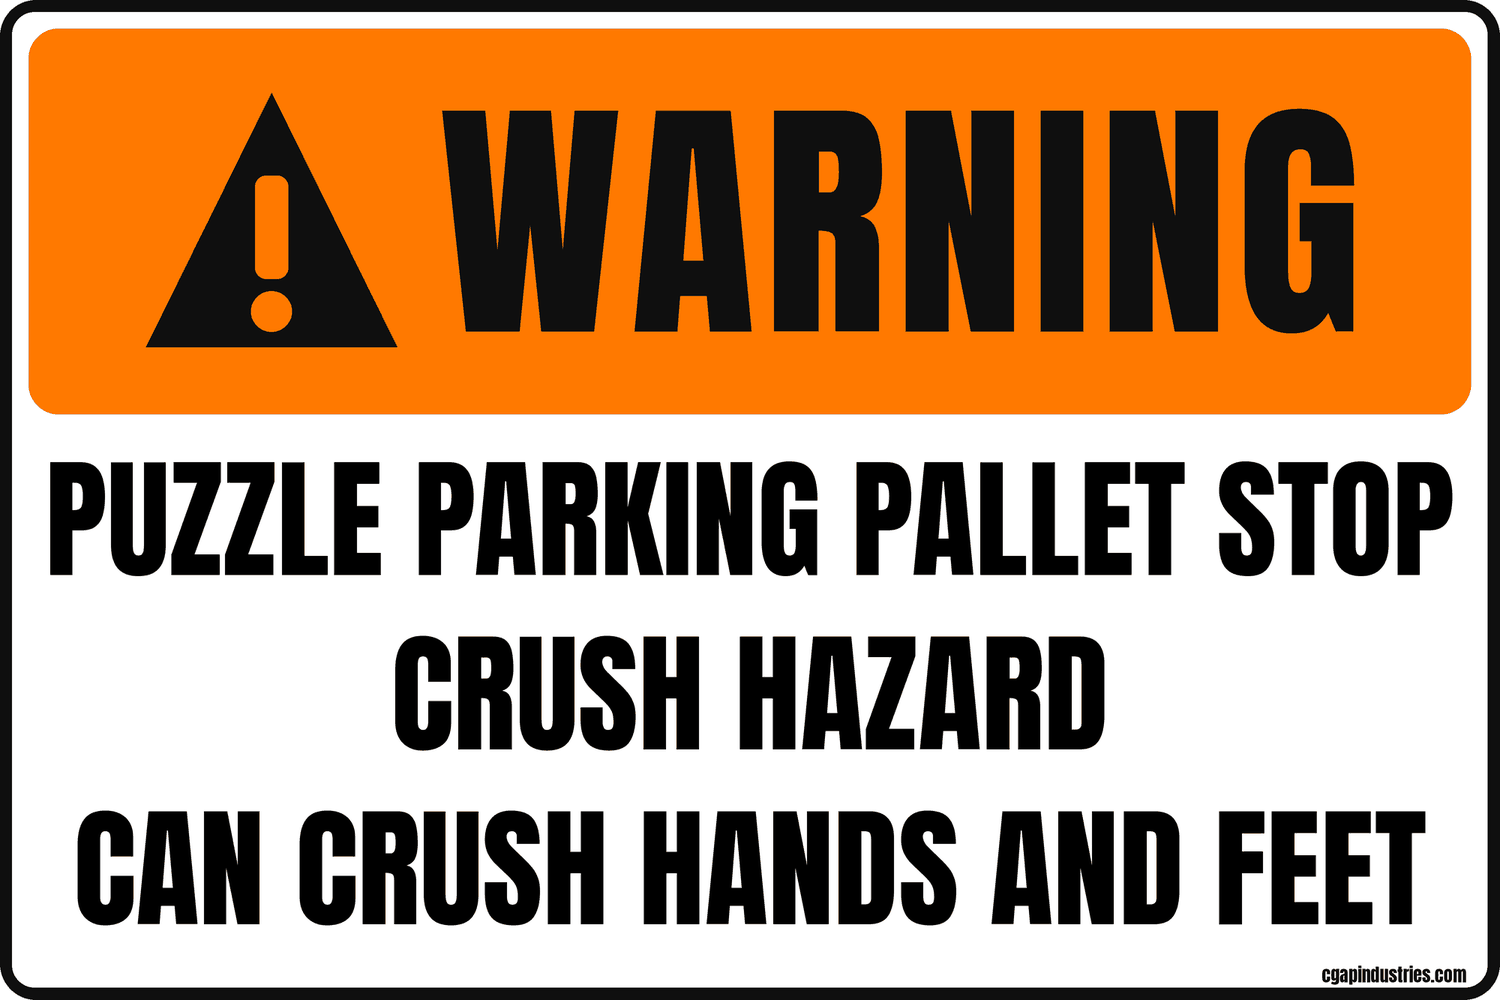 WARNING
PUZZLE PARKING PALLET STOP
CRUSH HAZARD
CAN CRUSH HANDS AND FEET
cgapindustries.com